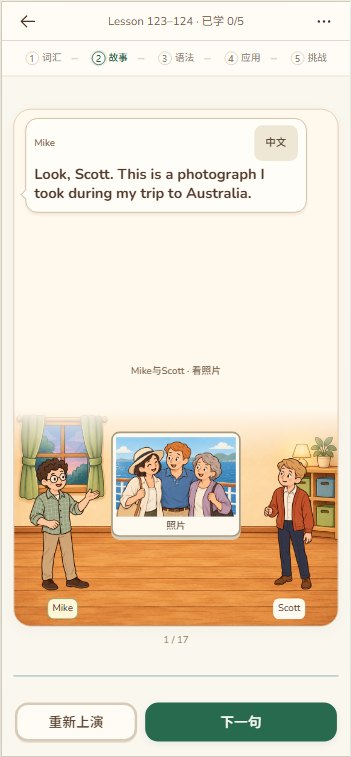 Lesson 123–124 · 已学 0/5
1 词汇 – 2 故事 – 3 语法 – 4 应用 – 5 挑战
Mike
中文
Look, Scott. This is a photograph I
took during my trip to Australia.
Mike与Scott · 看照片
照片
Mike
Scott
1 / 17
重新上演
下一句